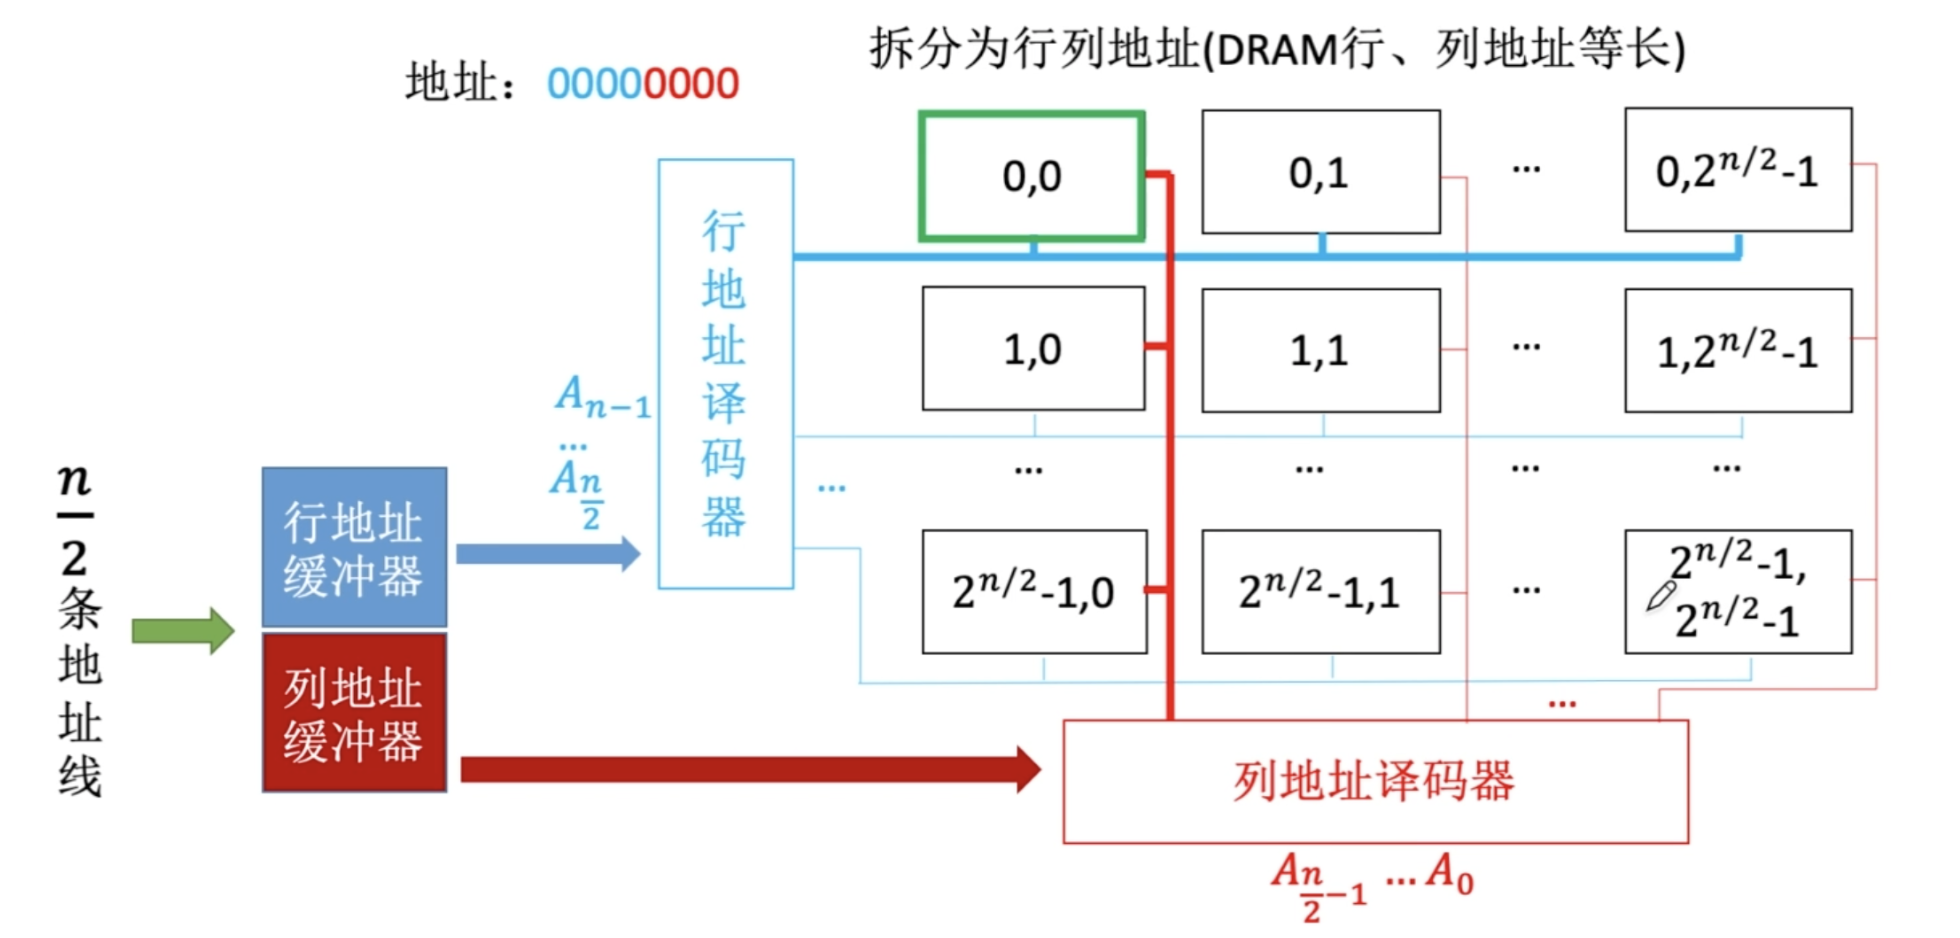 拆分为行列地址(DRAM行、列地址等长)
地址：00000000
0,0
0,1
...
0,2^{n/2}-1
行地址译码器
1,0
1,1
...
1,2^{n/2}-1
A_{n-1}
...
A_{\frac{n}{2}}
...
...
...
...
...
2^{n/2}-1,0
2^{n/2}-1,1
...
2^{n/2}-1,
2^{n/2}-1
\frac{n}{2}条地址线
行地址
缓冲器
列地址
缓冲器
...
列地址译码器
A_{\frac{n}{2}-1} ... A_0